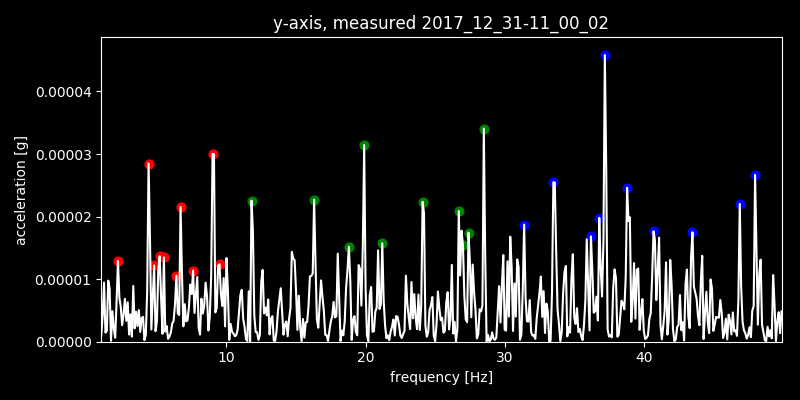 y-axis, measured 2017_12_31-11_00_02
acceleration [g]
0.00004
0.00003
0.00002
0.00001
0.00000
10 20 30 40
frequency [Hz]